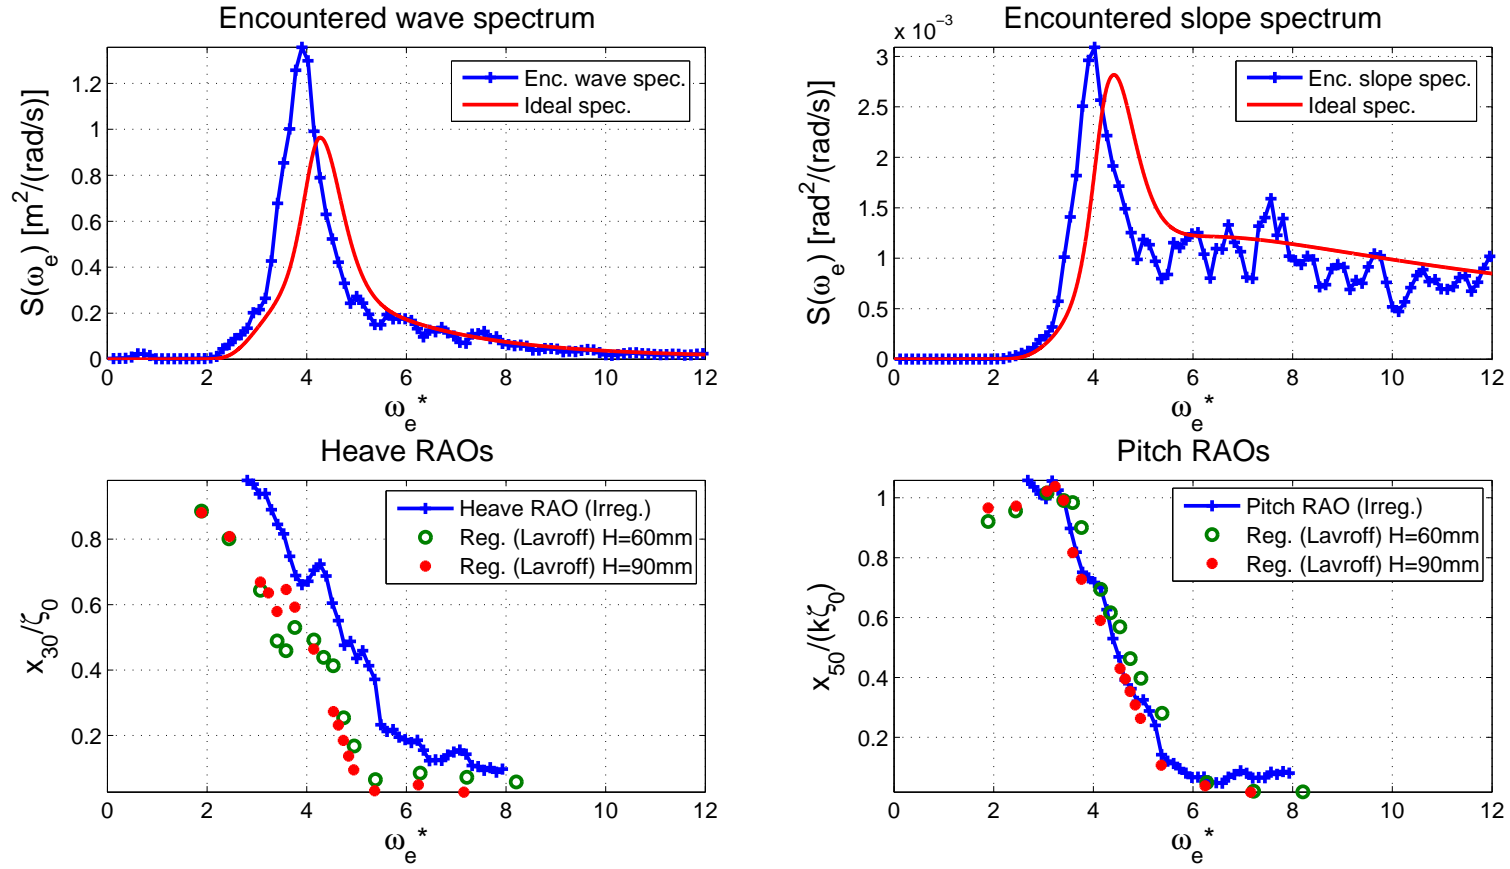 Encountered wave spectrum
S(ω_e) [m²/(rad/s)]
1.2
1
0.8
0.6
0.4
0.2
0
Enc. wave spec.
Ideal spec.
0 2 4 6 8 10 12
ω_e*
Encountered slope spectrum
x 10⁻³
S(ω_e) [rad²/(rad/s)]
3
2.5
2
1.5
1
0.5
0
Enc. slope spec.
Ideal spec.
0 2 4 6 8 10 12
ω_e*
Heave RAOs
x₃₀/ζ₀
0.8
0.6
0.4
0.2
Heave RAO (Irreg.)
Reg. (Lavroff) H=60mm
Reg. (Lavroff) H=90mm
0 2 4 6 8 10 12
ω_e*
Pitch RAOs
x₅₀/(kζ₀)
1
0.8
0.6
0.4
0.2
Pitch RAO (Irreg.)
Reg. (Lavroff) H=60mm
Reg. (Lavroff) H=90mm
0 2 4 6 8 10 12
ω_e*